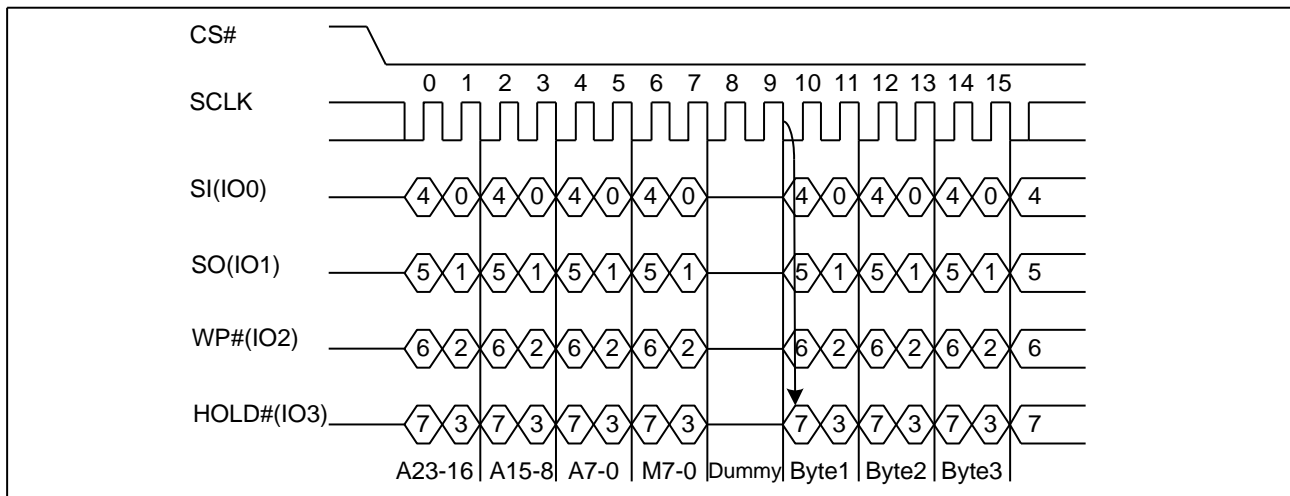 CS#
0 1 2 3 4 5 6 7 8 9 10 11 12 13 14 15
SCLK
SI(IO0) 4 0 4 0 4 0 4 0 4 0 4 0 4 0 4
SO(IO1) 5 1 5 1 5 1 5 1 5 1 5 1 5 1 5
WP#(IO2) 6 2 6 2 6 2 6 2 6 2 6 2 6 2 6
HOLD#(IO3) 7 3 7 3 7 3 7 3 7 3 7 3 7 3 7
A23-16 A15-8 A7-0 M7-0 Dummy Byte1 Byte2 Byte3